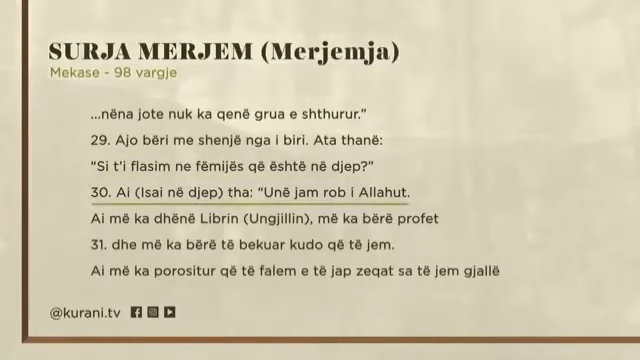 SURJA MERJEM (Merjemja)
Mekase - 98 vargje
...nëna jote nuk ka qenë grua e shthurur.”
29. Ajo bëri me shenjë nga i biri. Ata thanë:
“Si t’i flasim ne fëmijës që është në djep?”
30. Ai (Isai në djep) tha: “Unë jam rob i Allahut.
Ai më ka dhënë Librin (Ungjillin), më ka bërë profet
31. dhe më ka bërë të bekuar kudo që të jem.
Ai më ka porositur që të falem e të jap zeqat sa të jem gjallë
@kurani.tv